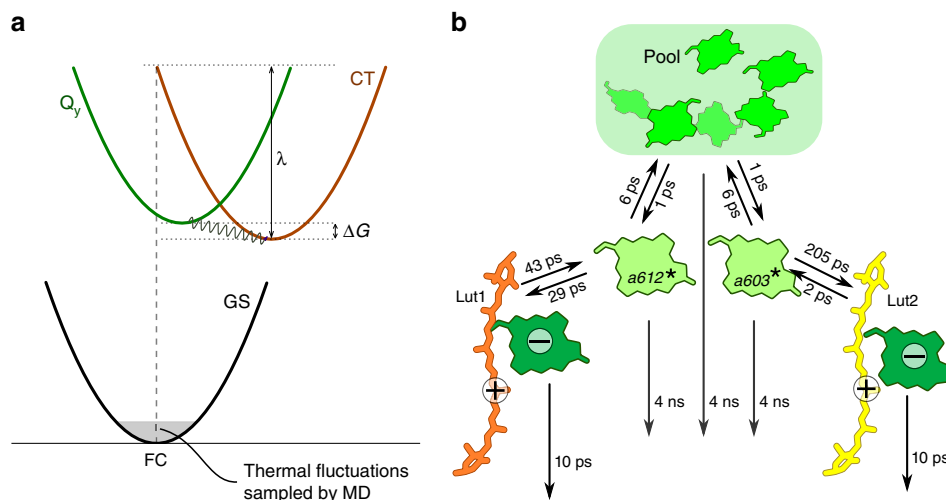 a
CT
Qy
λ
ΔG
GS
FC
Thermal fluctuations
sampled by MD
b
Pool
6 ps
1 ps
1 ps
6 ps
43 ps
29 ps
205 ps
2 ps
Lut1
a612*
a603*
Lut2
−
−
+
+
4 ns
4 ns
4 ns
10 ps
10 ps